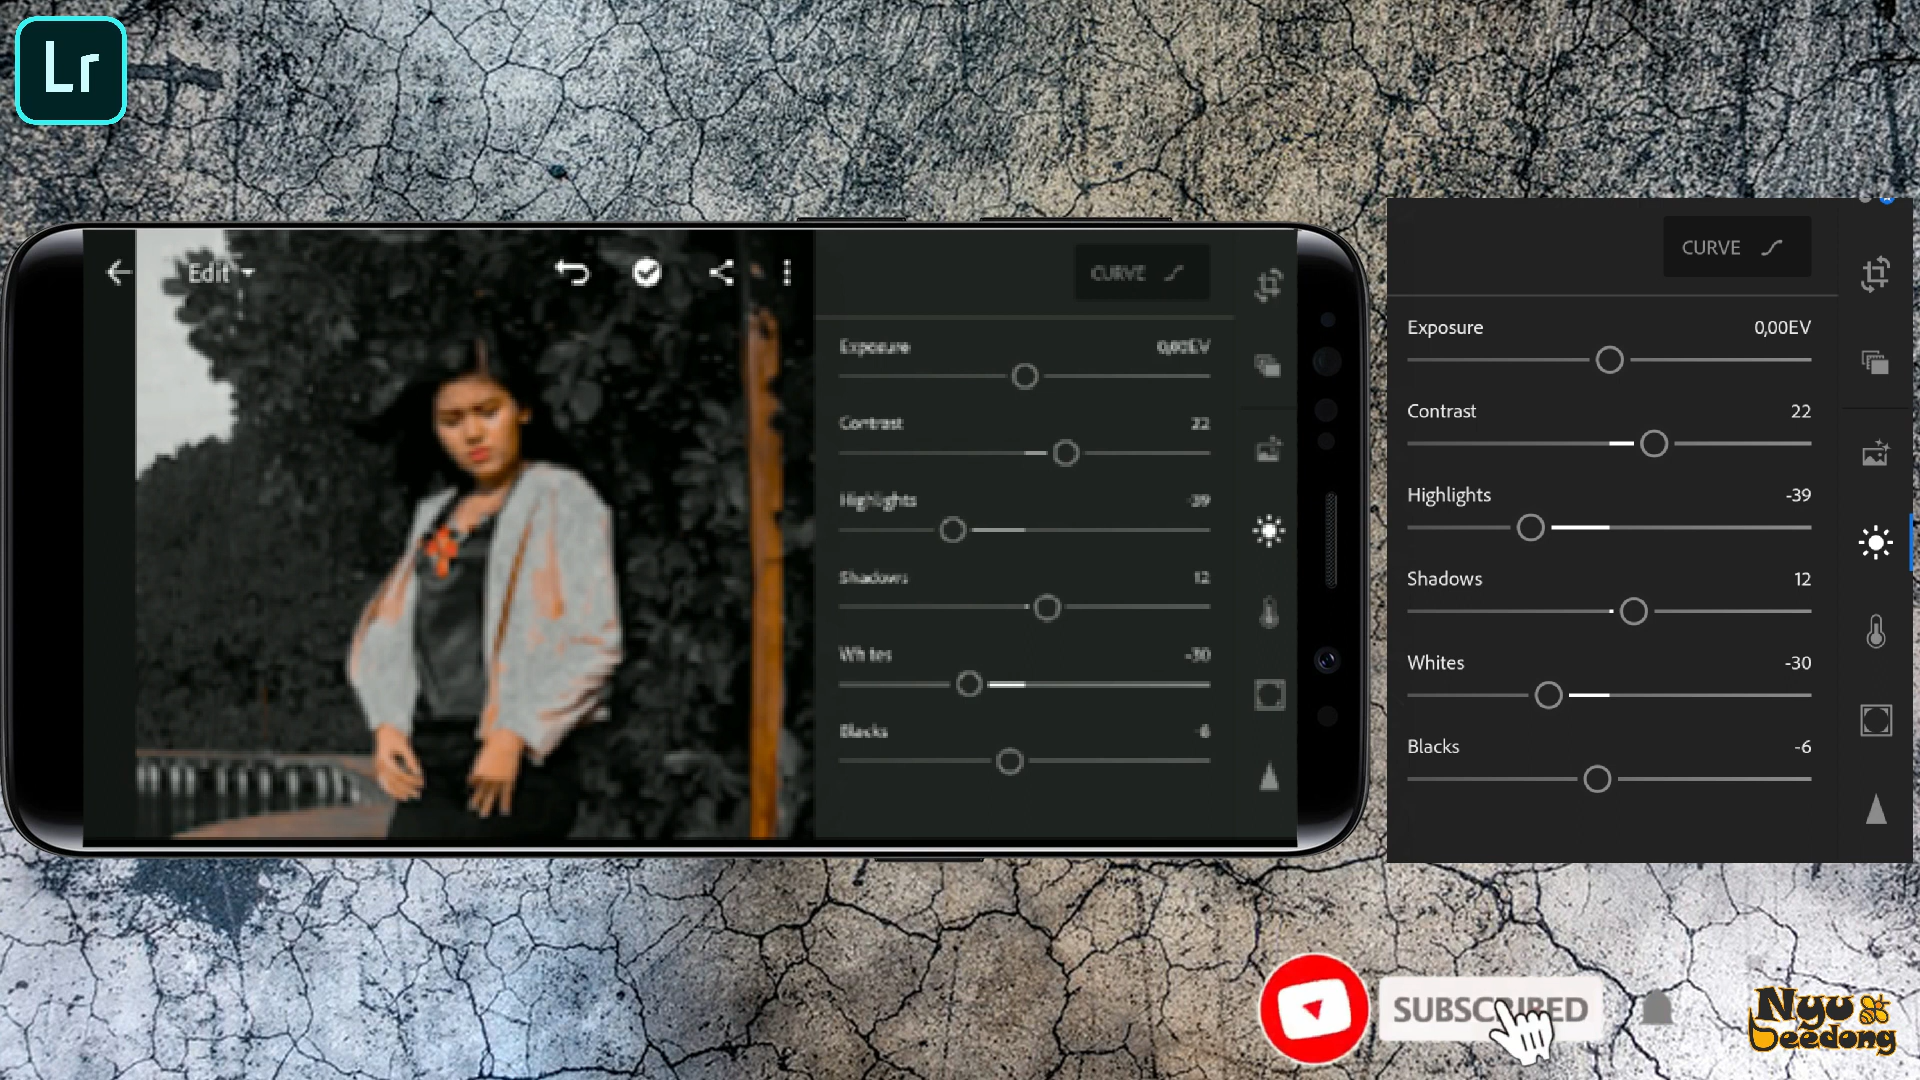 Lr
Edit
CURVE
Exposure 0,00EV
Contrast 22
Highlights -39
Shadows 12
Whites -30
Blacks -6
CURVE
Exposure 0,00EV
Contrast 22
Highlights -39
Shadows 12
Whites -30
Blacks -6
SUBSCRIBED
Nyu
beedong